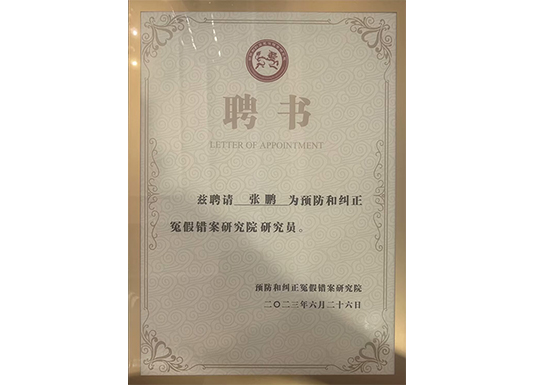 聘书
LETTER OF APPOINTMENT
兹聘请 张鹏 为预防和纠正
冤假错案研究院研究员。
预防和纠正冤假错案研究院
二〇二三年六月二十六日